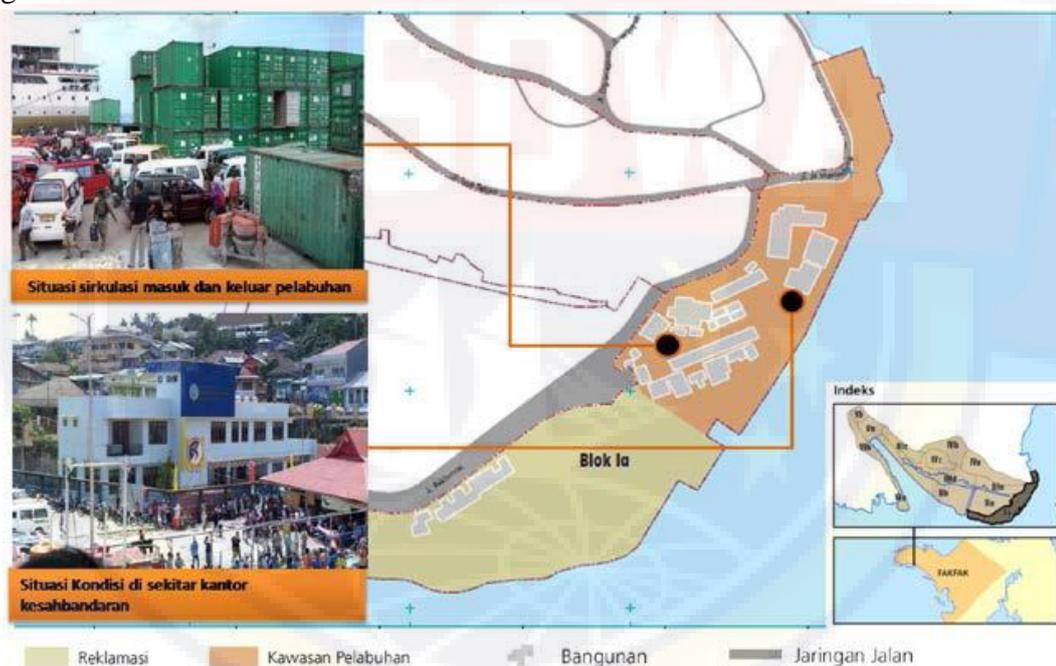 Situasi sirkulasi masuk dan keluar pelabuhan
Situasi Kondisi di sekitar kantor
kesahbandaran
Blok Ia
Indeks
FAKFAK
Reklamasi
Kawasan Pelabuhan
Bangunan
Jaringan Jalan